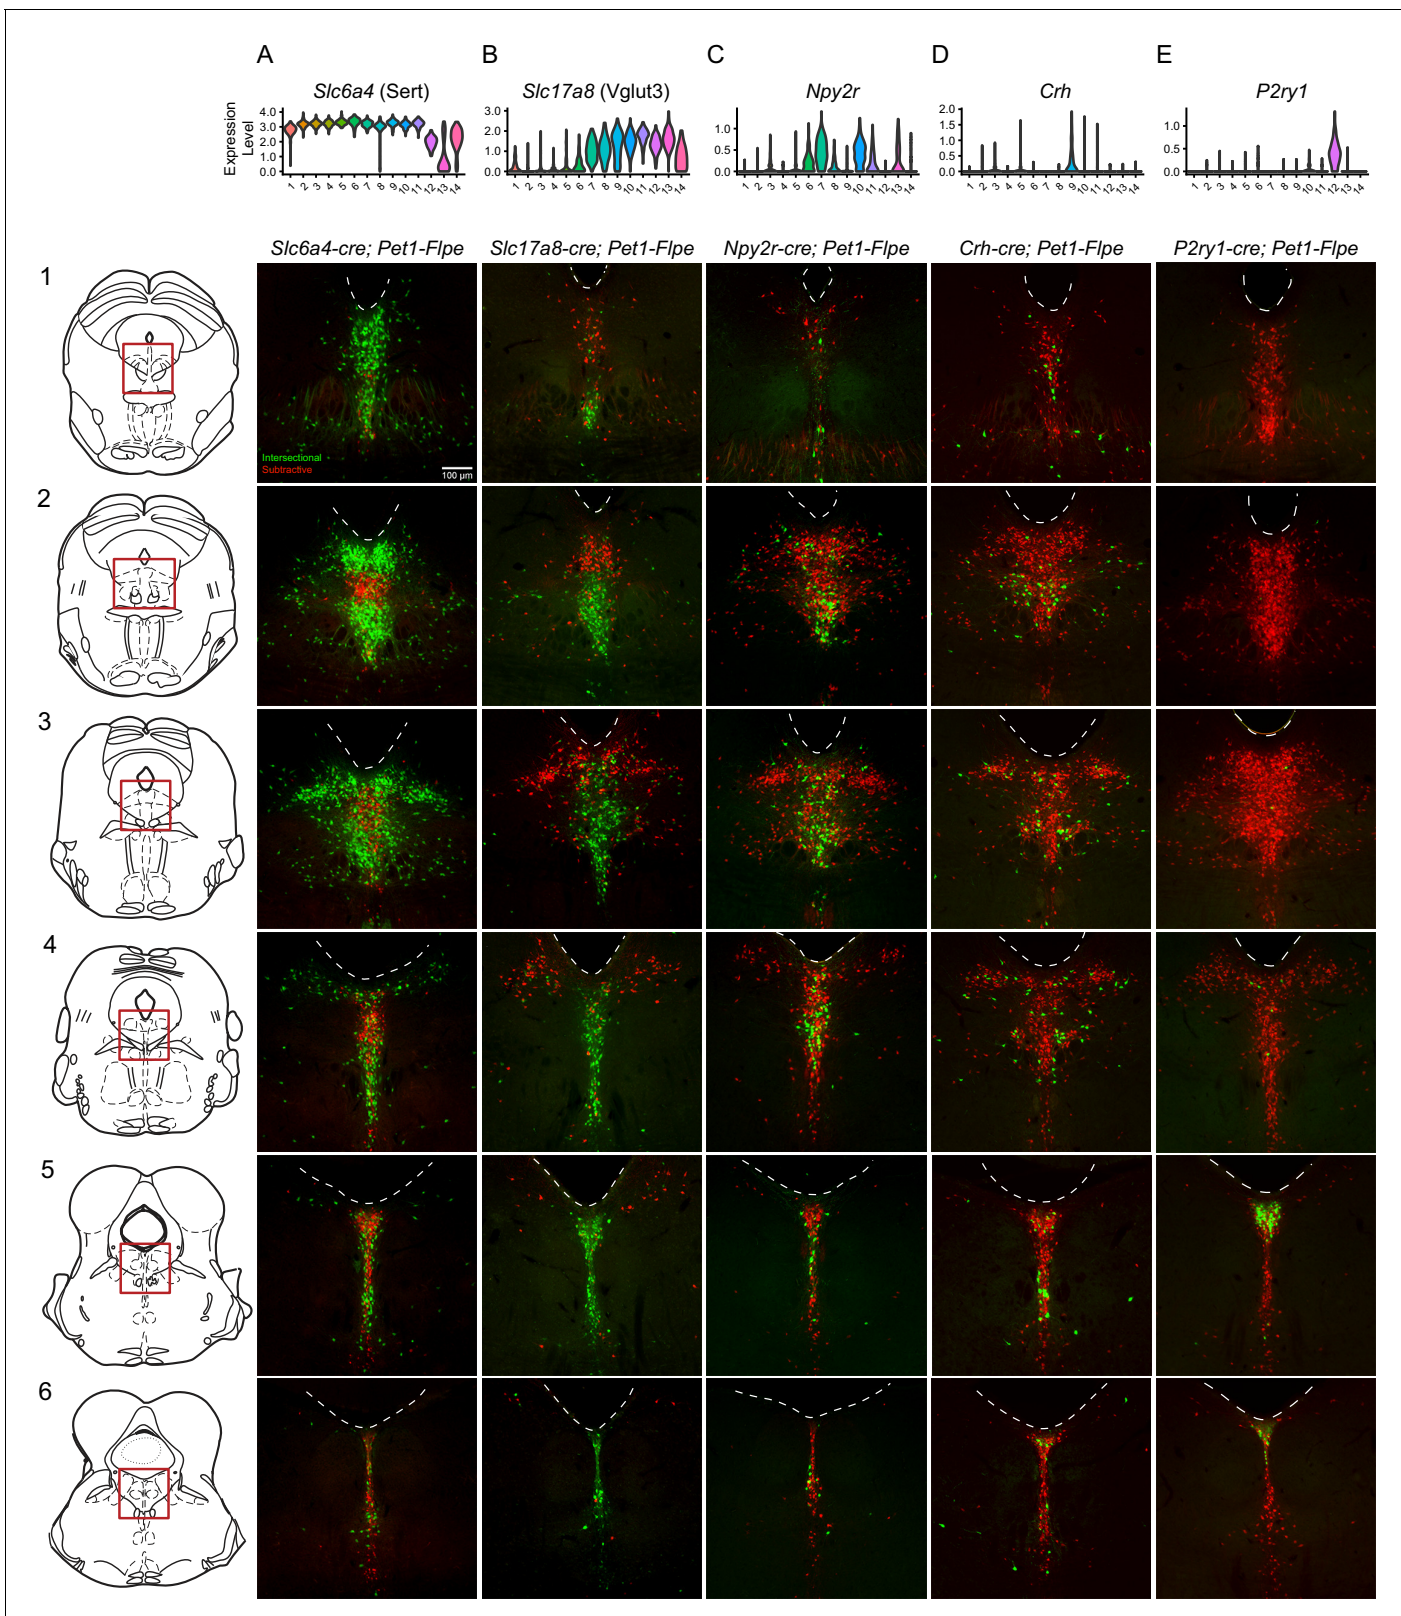 A B C D E
Slc6a4 (Sert) Slc17a8 (Vglut3) Npy2r Crh P2ry1
Expression
Level
4.0
3.0
2.0
1.0
0.0
1 2 3 4 5 6 7 8 9 10 11 12 13 14
3.0
2.0
1.0
0.0
1 2 3 4 5 6 7 8 9 10 11 12 13 14
1.0
0.5
0.0
1 2 3 4 5 6 7 8 9 10 11 12 13 14
2.0
1.5
1.0
0.5
0.0
1 2 3 4 5 6 7 8 9 10 11 12 13 14
1.0
0.5
0.0
1 2 3 4 5 6 7 8 9 10 11 12 13 14
Slc6a4-cre; Pet1-Flpe Slc17a8-cre; Pet1-Flpe Npy2r-cre; Pet1-Flpe Crh-cre; Pet1-Flpe P2ry1-cre; Pet1-Flpe
1
Intersectional
Subtractive
100 µm
2
3
4
5
6